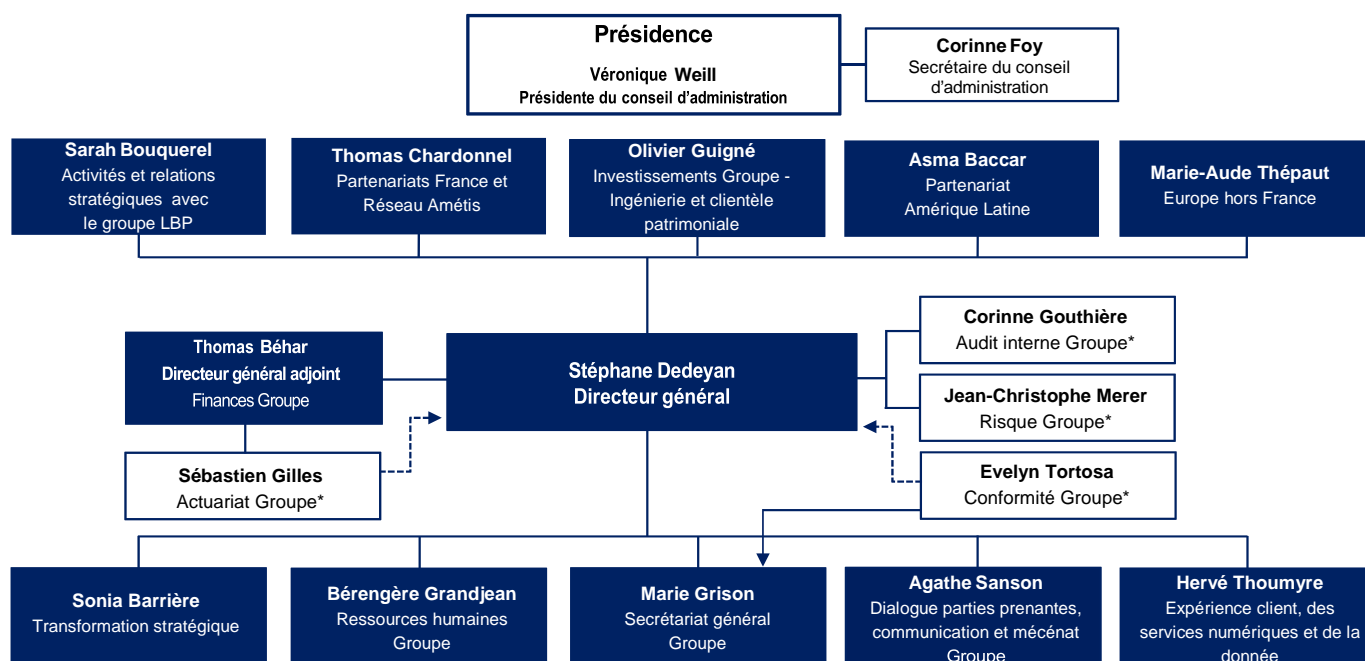 Présidence
Véronique Weill
Présidente du conseil d'administration
Corinne Foy
Secrétaire du conseil
d'administration
Sarah Bouquerel
Activités et relations
stratégiques avec
le groupe LBP
Thomas Chardonnel
Partenariats France et
Réseau Amétis
Olivier Guigné
Investissements Groupe -
Ingénierie et clientèle
patrimoniale
Asma Baccar
Partenariat
Amérique Latine
Marie-Aude Thépaut
Europe hors France
Thomas Béhar
Directeur général adjoint
Finances Groupe
Stéphane Dedeyan
Directeur général
Corinne Gouthière
Audit interne Groupe*
Jean-Christophe Merer
Risque Groupe*
Sébastien Gilles
Actuariat Groupe*
Evelyn Tortosa
Conformité Groupe*
Sonia Barrière
Transformation stratégique
Bérengère Grandjean
Ressources humaines
Groupe
Marie Grison
Secrétariat général
Groupe
Agathe Sanson
Dialogue parties prenantes,
communication et mécénat
Groupe
Hervé Thoumyre
Expérience client, des
services numériques et de la
donnée